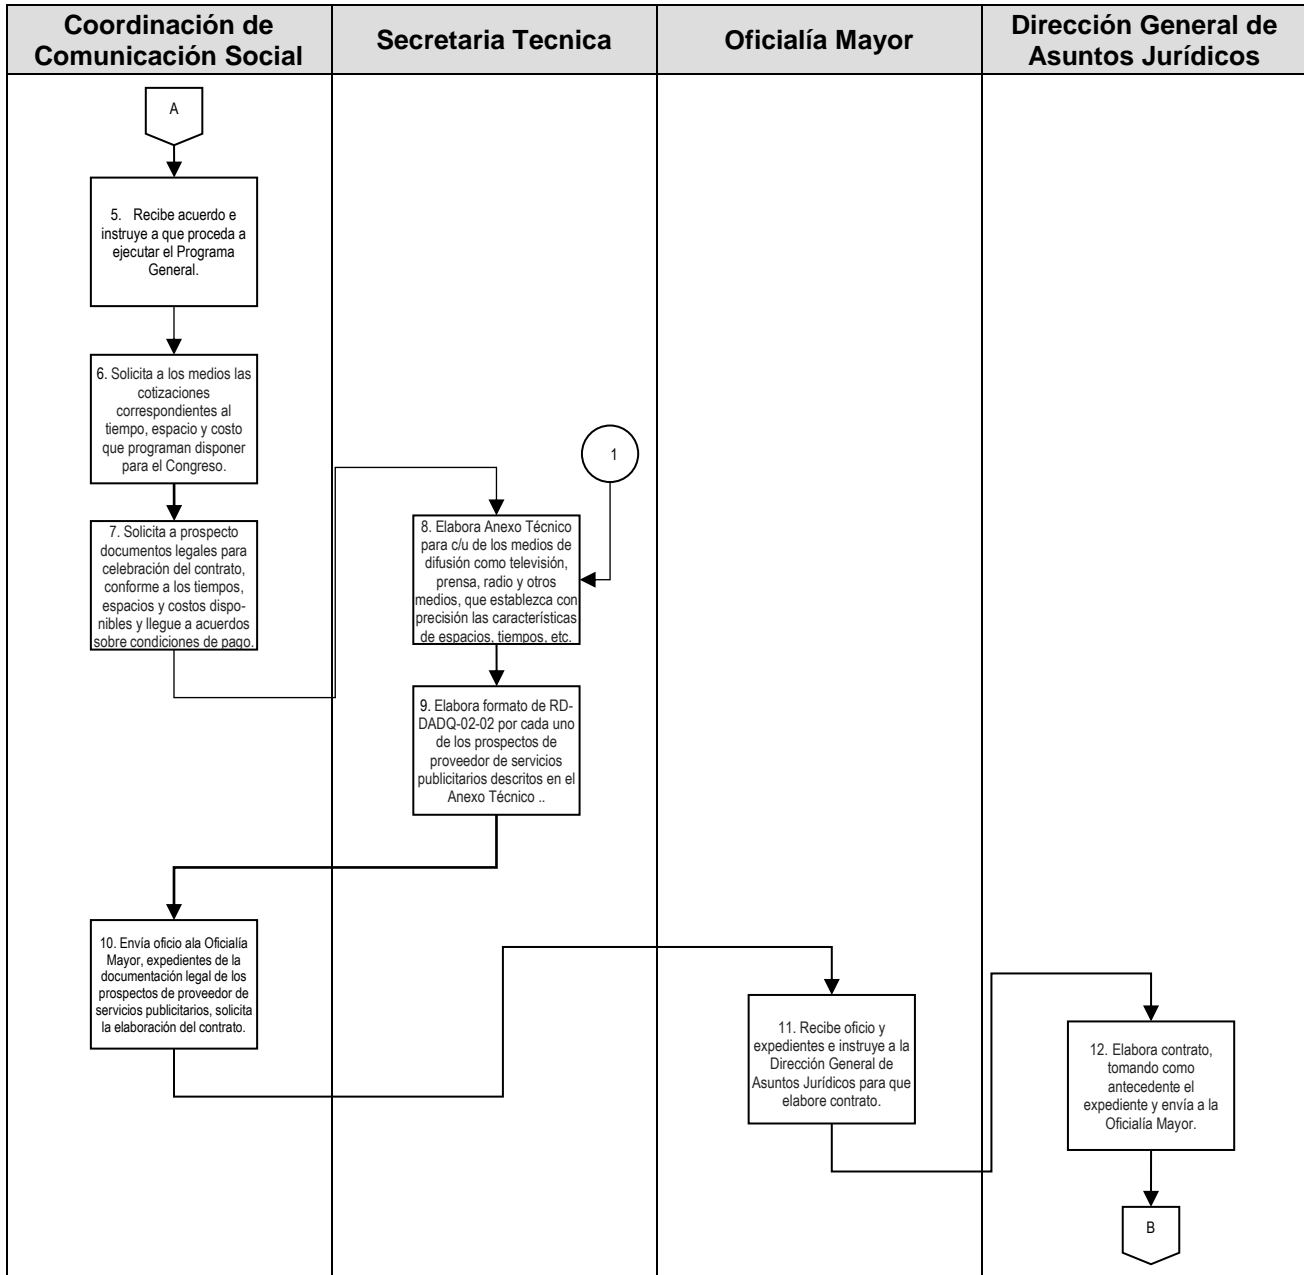 Coordinación de
Comunicación Social
Secretaria Tecnica
Oficialía Mayor
Dirección General de
Asuntos Jurídicos
A
5. Recibe acuerdo e
instruye a que proceda a
ejecutar el Programa
General.
6. Solicita a los medios las
cotizaciones
correspondientes al
tiempo, espacio y costo
que programan disponer
para el Congreso.
7. Solicita a prospecto
documentos legales para
celebración del contrato,
conforme a los tiempos,
espacios y costos dispo-
nibles y llegue a acuerdos
sobre condiciones de pago.
1
8. Elabora Anexo Técnico
para c/u de los medios de
difusión como televisión,
prensa, radio y otros
medios, que establezca con
precisión las características
de espacios, tiempos, etc.
9. Elabora formato de RD-
DADQ-02-02 por cada uno
de los prospectos de
proveedor de servicios
publicitarios descritos en el
Anexo Técnico ..
10. Envía oficio ala Oficialía
Mayor, expedientes de la
documentación legal de los
prospectos de proveedor de
servicios publicitarios, solicita
la elaboración del contrato.
11. Recibe oficio y
expedientes e instruye a la
Dirección General de
Asuntos Jurídicos para que
elabore contrato.
12. Elabora contrato,
tomando como
antecedente el
expediente y envía a la
Oficialía Mayor.
B